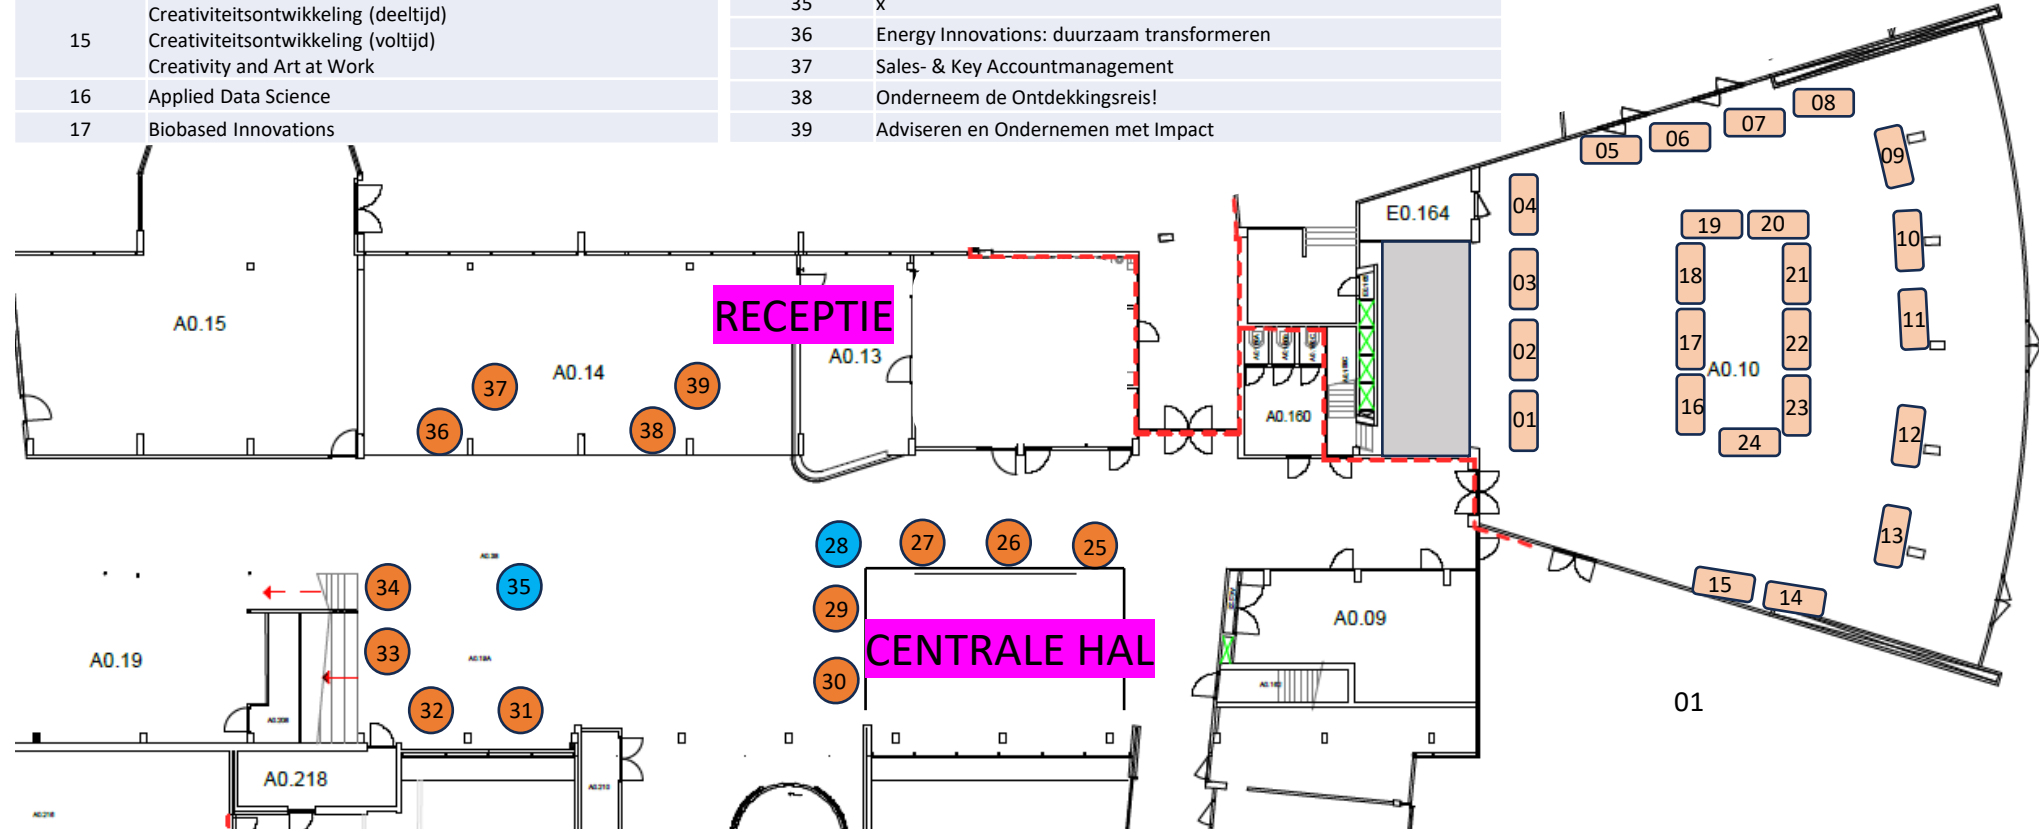 Creativiteitsontwikkeling (deeltijd)
15 Creativiteitsontwikkeling (voltijd)
Creativity and Art at Work
16 Applied Data Science
17 Biobased Innovations
35 x
36 Energy Innovations: duurzaam transformeren
37 Sales- & Key Accountmanagement
38 Onderneem de Ontdekkingsreis!
39 Adviseren en Ondernemen met Impact
08
07
06
05
09
04
E0.164
19 20
10
03
18 21
A0.15
RECEPTIE
11
A0.13
02
17 22
A0.10
A0.14
37
39
01
16 23
A0.160
36
38
24
12
28
27
26
25
13
34
35
29
15
14
A0.09
33
A0.19
CENTRALE HAL
A0.19A
30
32
31
01
A0.218
A0.210